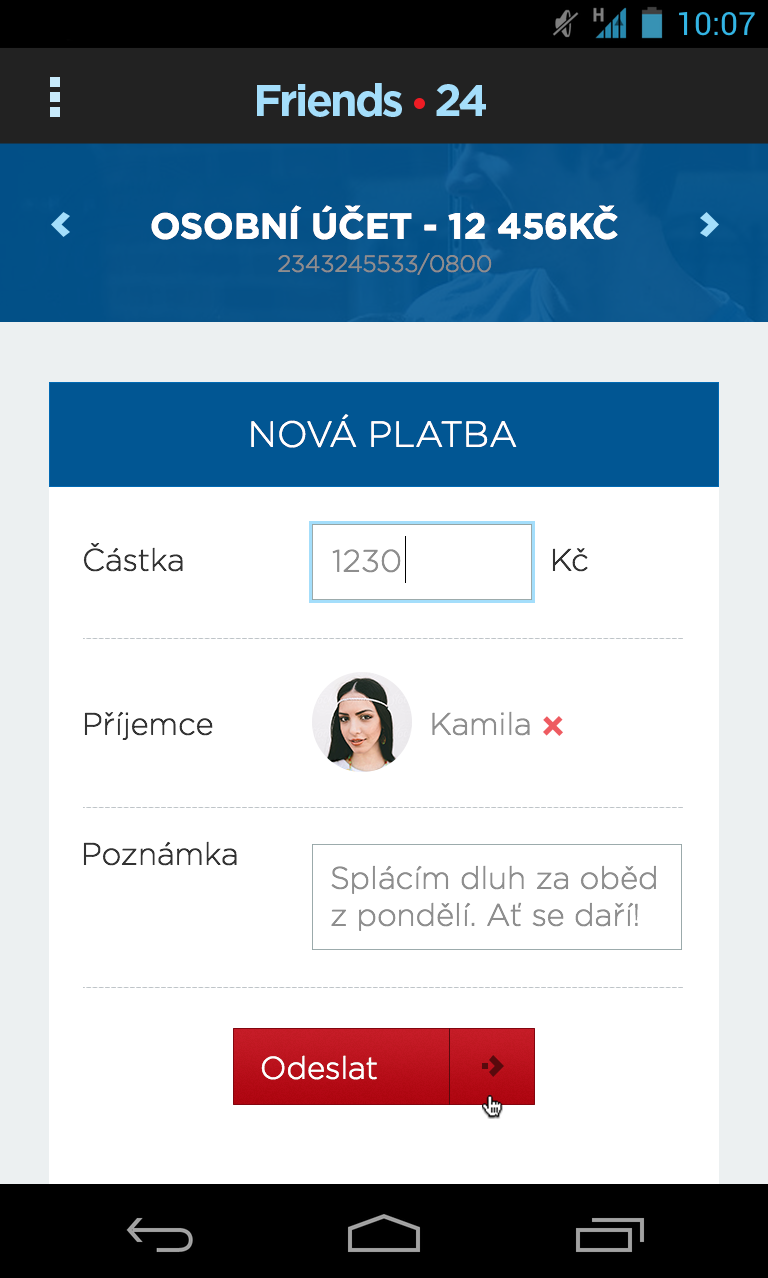 H
10:07
Friends • 24
OSOBNÍ ÚČET - 12 456KČ
2343245533/0800
NOVÁ PLATBA
Částka
1230
Kč
Příjemce
Kamila
Poznámka
Splácím dluh za oběd
z pondělí. Ať se daří!
Odeslat